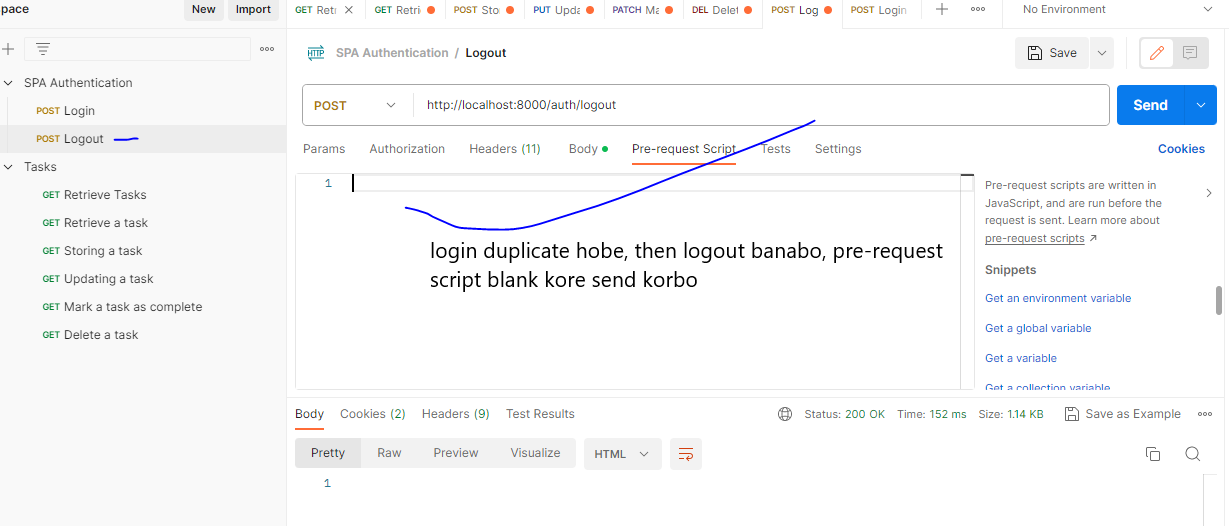 space New Import
GET Retr GET Retri POST Sto PUT Upda PATCH Ma DEL Delet POST Log POST Login No Environment
SPA Authentication / Logout Save
SPA Authentication
POST Login
POST Logout
Tasks
GET Retrieve Tasks
GET Retrieve a task
GET Storing a task
GET Updating a task
GET Mark a task as complete
GET Delete a task
POST http://localhost:8000/auth/logout Send
Params Authorization Headers (11) Body Pre-request Script Tests Settings Cookies
1
login duplicate hobe, then logout banabo, pre-request
script blank kore send korbo
Pre-request scripts are written in
JavaScript, and are run before the
request is sent. Learn more about
pre-request scripts
Snippets
Get an environment variable
Get a global variable
Get a variable
Get a collection variable
Body Cookies (2) Headers (9) Test Results Status: 200 OK Time: 152 ms Size: 1.14 KB Save as Example
Pretty Raw Preview Visualize HTML
1